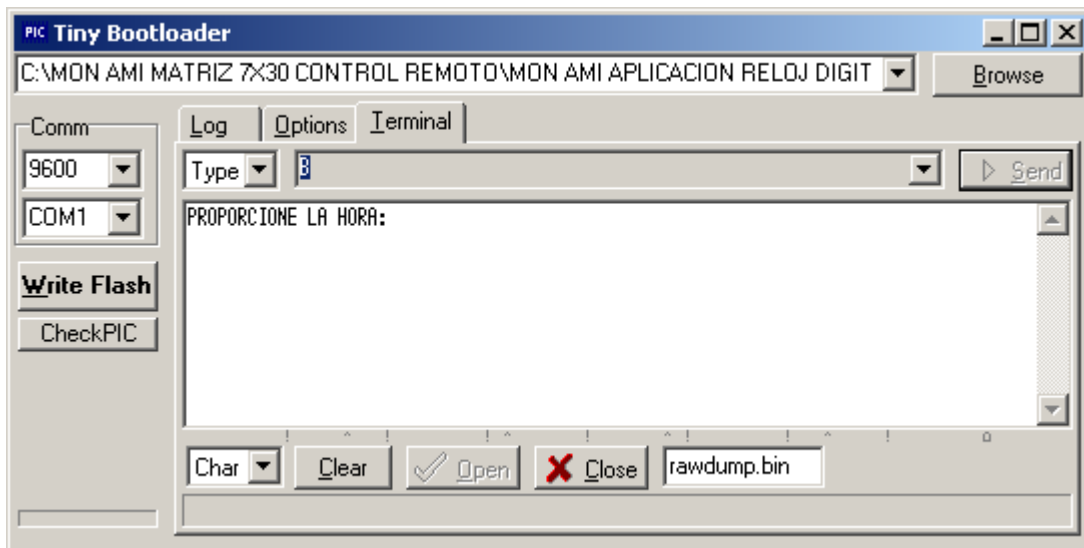 PIC Tiny Bootloader
C:\MON AMI MATRIZ 7X30 CONTROL REMOTO\MON AMI APLICACION RELOJ DIGIT
Browse
Comm
Log Options Terminal
9600
Type B Send
COM1
PROPORCIONE LA HORA:
Write Flash
CheckPIC
Char Clear Open Close rawdump.bin